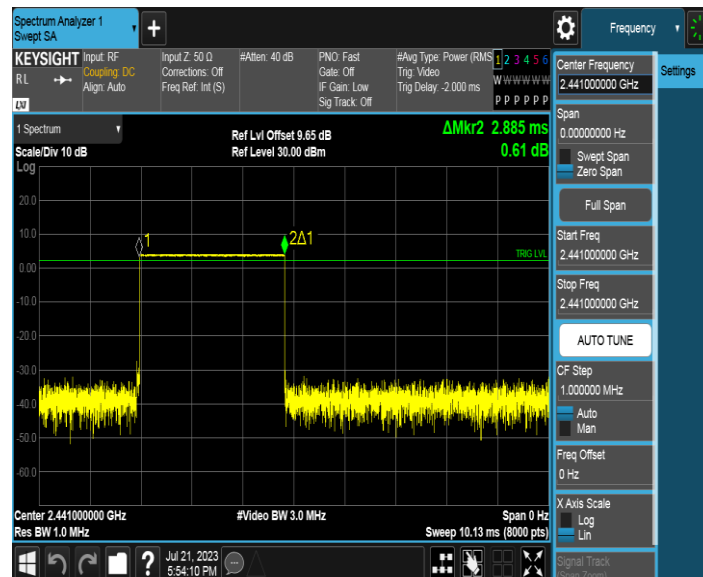 Spectrum Analyzer 1
Swept SA
Frequency
KEYSIGHT
RL
LXI
Input: RF
Coupling: DC
Align: Auto
Input Z: 50 Ω
Corrections: Off
Freq Ref: Int (S)
#Atten: 40 dB
PNO: Fast
Gate: Off
IF Gain: Low
Sig Track: Off
#Avg Type: Power (RMS
Trig: Video
Trig Delay: -2.000 ms
1 2 3 4 5 6
W W W W W W
P P P P P P
1 Spectrum
Scale/Div 10 dB
Log
Ref Lvl Offset 9.65 dB
Ref Level 30.00 dBm
ΔMkr2 2.885 ms
0.61 dB
20.0
10.0
0.00
-10.0
-20.0
-30.0
-40.0
-50.0
-60.0
1
2Δ1
TRIG LVL
Center 2.441000000 GHz
Res BW 1.0 MHz
#Video BW 3.0 MHz
Span 0 Hz
Sweep 10.13 ms (8000 pts)
Jul 21, 2023
5:54:10 PM
Center Frequency
2.441000000 GHz
Settings
Span
0.00000000 Hz
Swept Span
Zero Span
Full Span
Start Freq
2.441000000 GHz
Stop Freq
2.441000000 GHz
AUTO TUNE
CF Step
1.000000 MHz
Auto
Man
Freq Offset
0 Hz
X Axis Scale
Log
Lin
Signal Track
(Span Zoom)